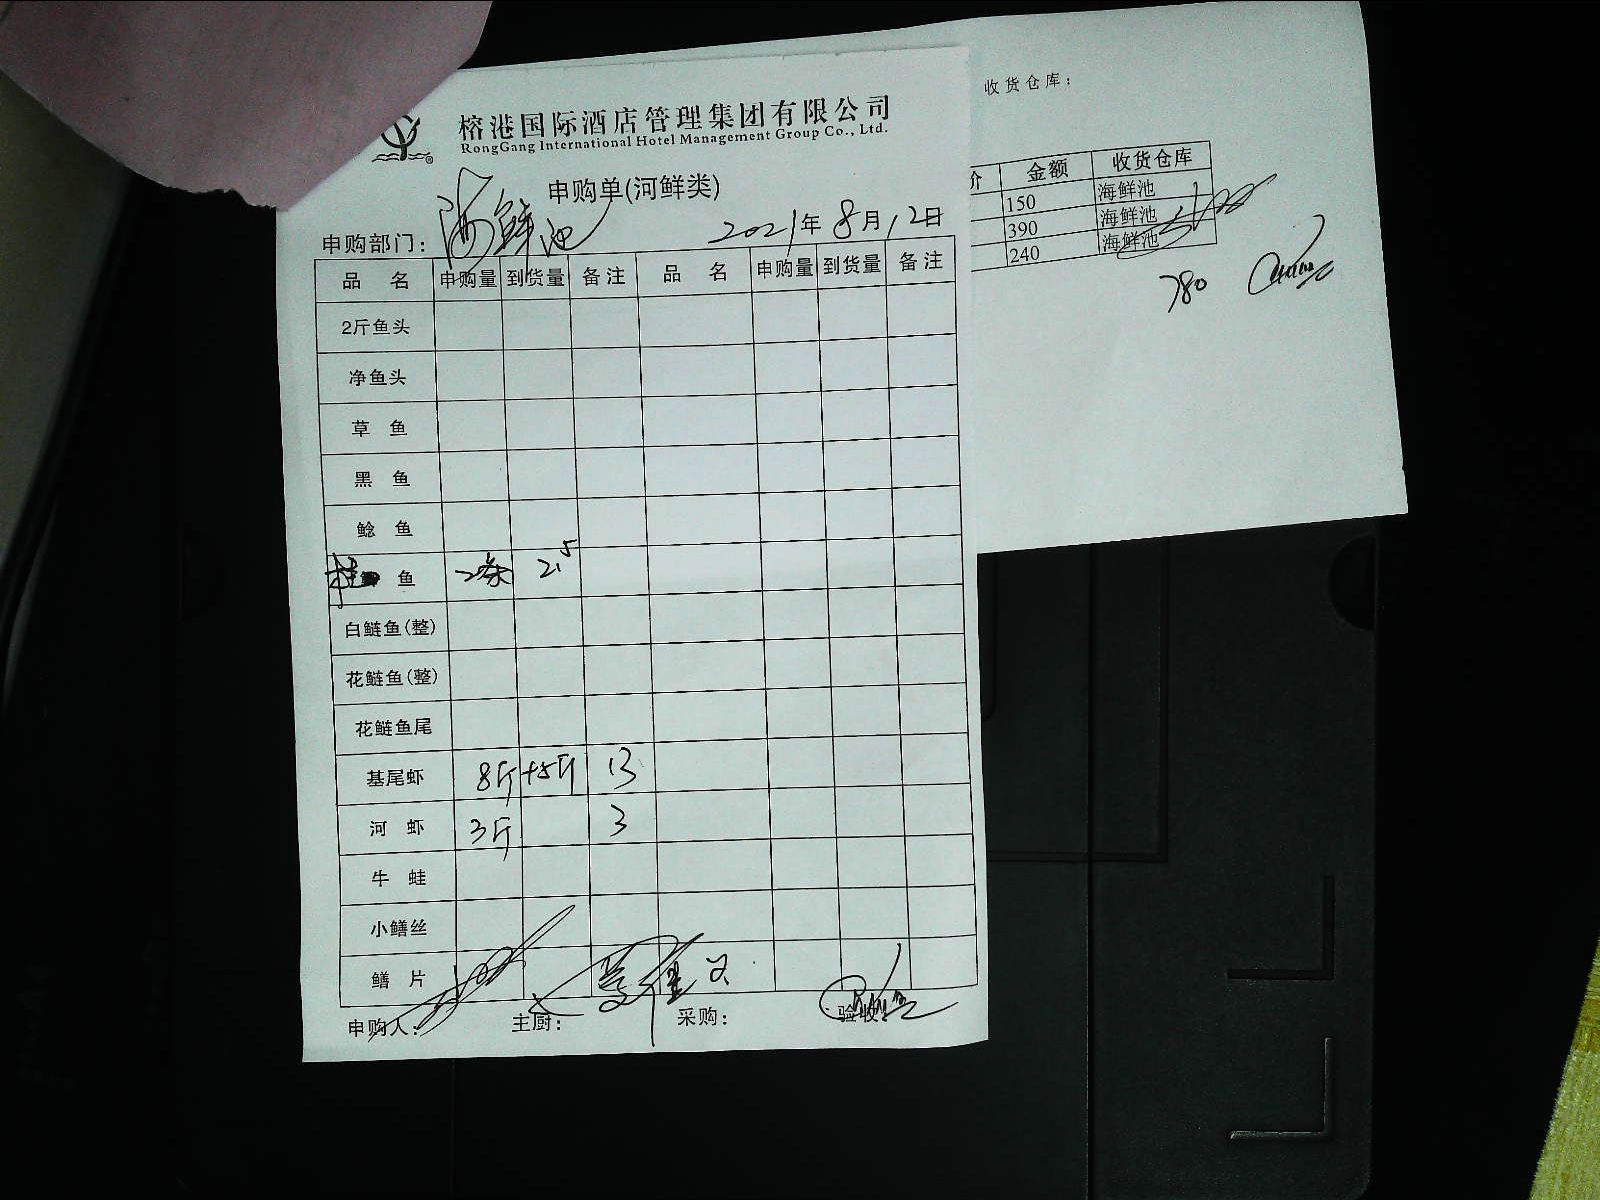 榕港国际酒店管理集团有限公司
RongGang International Hotel Management Group Co., Ltd.
申购单(河鲜类)
申购部门： 海鲜池 2021年 8月 12日
品 名 申购量 到货量 备注 品 名 申购量 到货量 备注
2斤鱼头
净鱼头
草 鱼
黑 鱼
鲶 鱼
桂 鱼 2条 2.5
白鲢鱼(整)
花鲢鱼(整)
花鲢鱼尾
基尾虾 8斤 +5斤 13
河 虾 3斤 3
牛 蛙
小鳝丝
鳝 片
申购人： 主厨： 采购： 验收
收货仓库：
价 金额 收货仓库
150 海鲜池
390 海鲜池
240 海鲜池
780